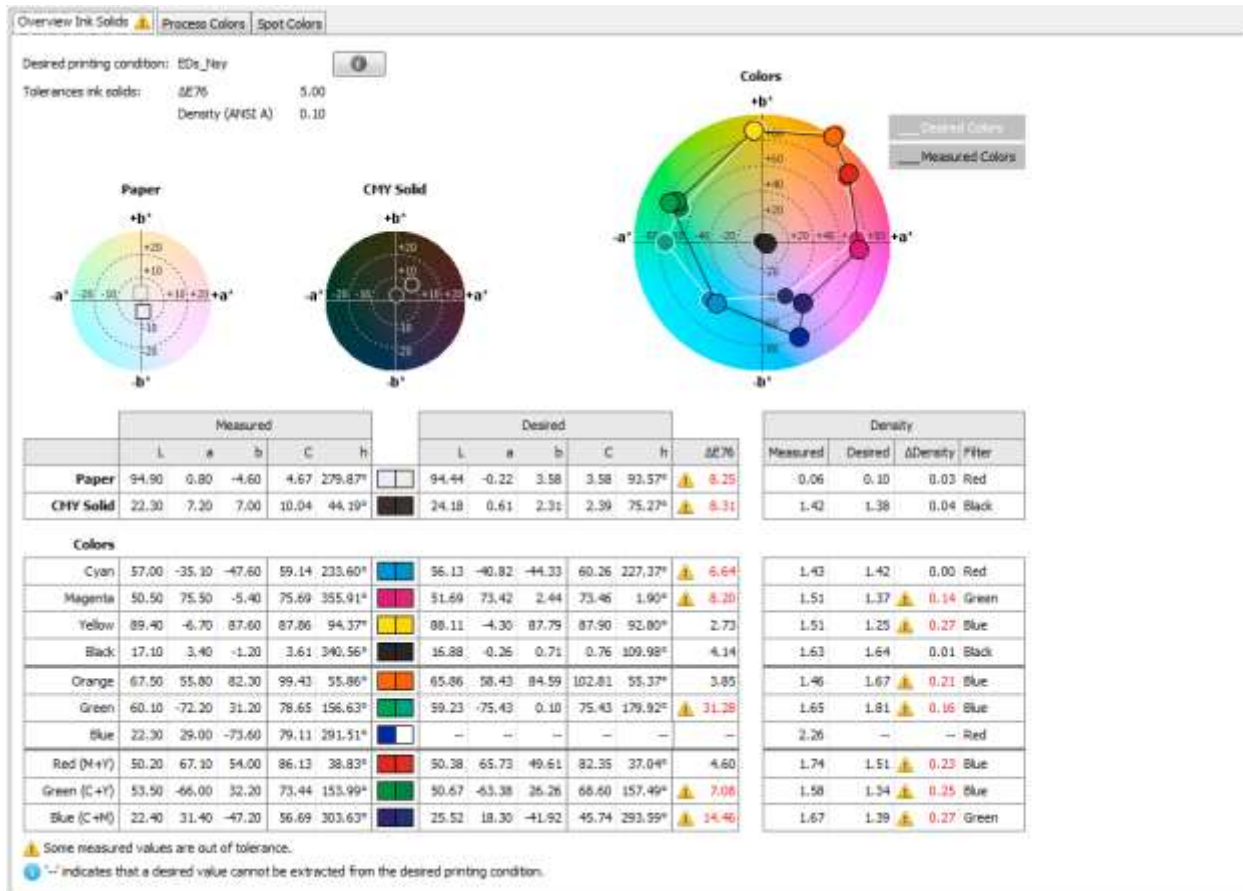 Overview Ink Solids Process Colors Spot Colors
Desired printing condition: EDs_Ney
Tolerances ink solids: ΔE76 5.00
Density (ANSI A) 0.10
Colors
+b*
Desired Colors
Measured Colors
-a* +a*
-b*
Paper
+b*
-a* +a*
-b*
CMY Solid
+b*
-a* +a*
-b*
Measured Desired Density
L a b C h L a b C h ΔE76 Measured Desired ΔDensity Filter
Paper 94.90 0.80 -4.60 4.67 279.87° 94.44 -0.22 3.58 3.58 93.57° 8.25 0.06 0.10 0.03 Red
CMY Solid 22.30 7.20 7.00 10.04 44.19° 24.18 0.61 2.31 2.39 75.27° 8.31 1.42 1.38 0.04 Black
Colors
Cyan 57.00 -35.10 -47.60 59.14 233.60° 56.13 -40.82 -44.33 60.26 227.37° 6.64 1.43 1.42 0.00 Red
Magenta 50.50 75.50 -5.40 75.69 355.91° 51.69 73.42 2.44 73.46 1.90° 8.20 1.51 1.37 0.14 Green
Yellow 89.40 -6.70 87.60 87.86 94.37° 88.11 -4.30 87.79 87.90 92.80° 2.73 1.51 1.25 0.27 Blue
Black 17.10 3.40 -1.20 3.61 340.56° 16.88 -0.26 0.71 0.76 109.98° 4.14 1.63 1.64 0.01 Black
Orange 67.50 55.80 82.30 99.43 55.86° 65.86 58.43 84.59 102.81 55.37° 3.85 1.46 1.67 0.21 Blue
Green 60.10 -72.20 31.20 78.65 156.63° 59.23 -75.43 0.10 75.43 179.92° 31.28 1.65 1.81 0.16 Blue
Blue 22.30 29.00 -73.60 79.11 291.51° -- -- -- -- -- -- 2.26 -- -- Red
Red (M+Y) 50.20 67.10 54.00 86.13 38.83° 50.38 65.73 49.61 82.35 37.04° 4.60 1.74 1.51 0.23 Blue
Green (C+Y) 53.50 -66.00 32.20 73.44 153.99° 50.67 -63.38 26.26 68.60 157.49° 7.08 1.58 1.34 0.25 Blue
Blue (C+M) 22.40 31.40 -47.20 56.69 303.63° 25.52 18.30 -41.92 45.74 293.59° 14.46 1.67 1.39 0.27 Green
Some measured values are out of tolerance.
'--' indicates that a desired value cannot be extracted from the desired printing condition.